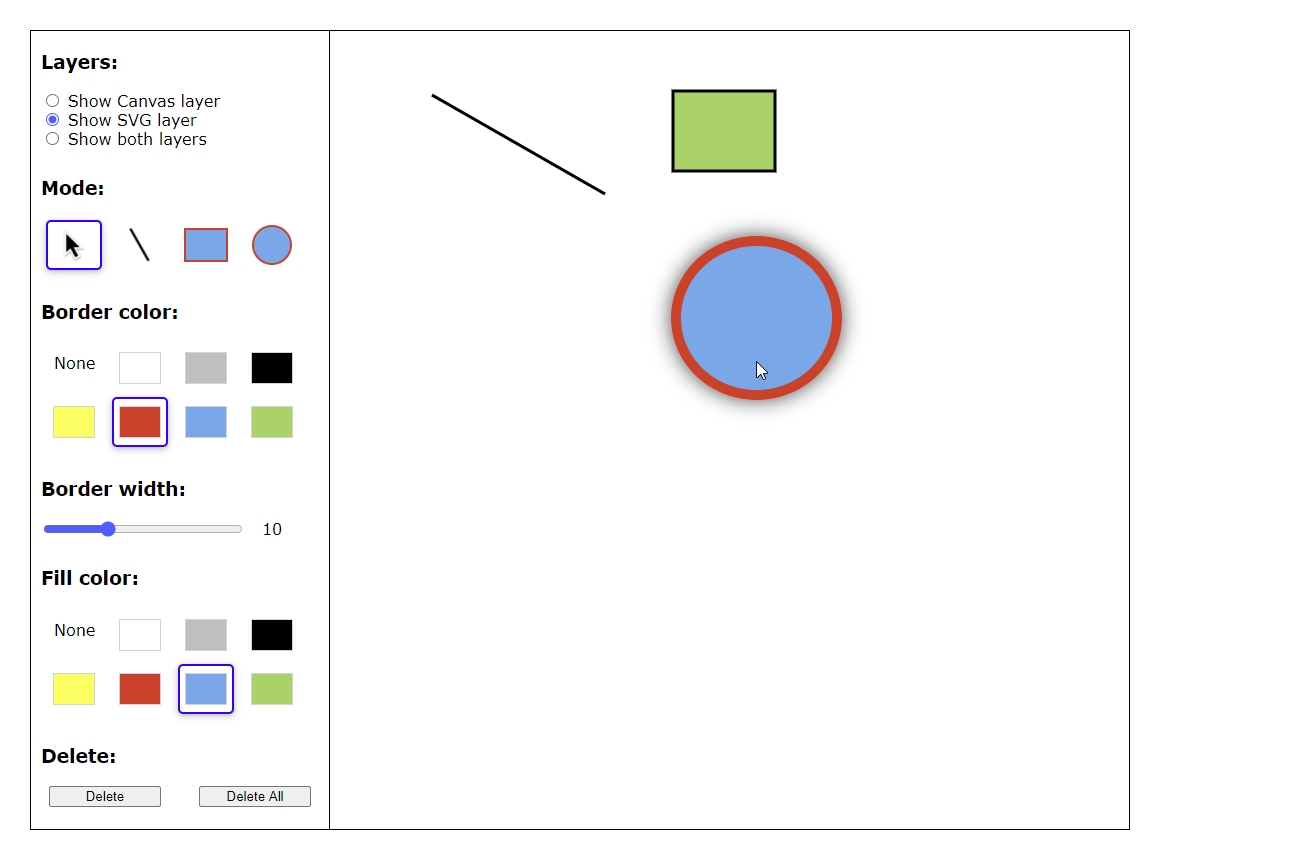 Layers:
Show Canvas layer
Show SVG layer
Show both layers
Mode:
Border color:
None
Border width:
10
Fill color:
None
Delete:
Delete Delete All